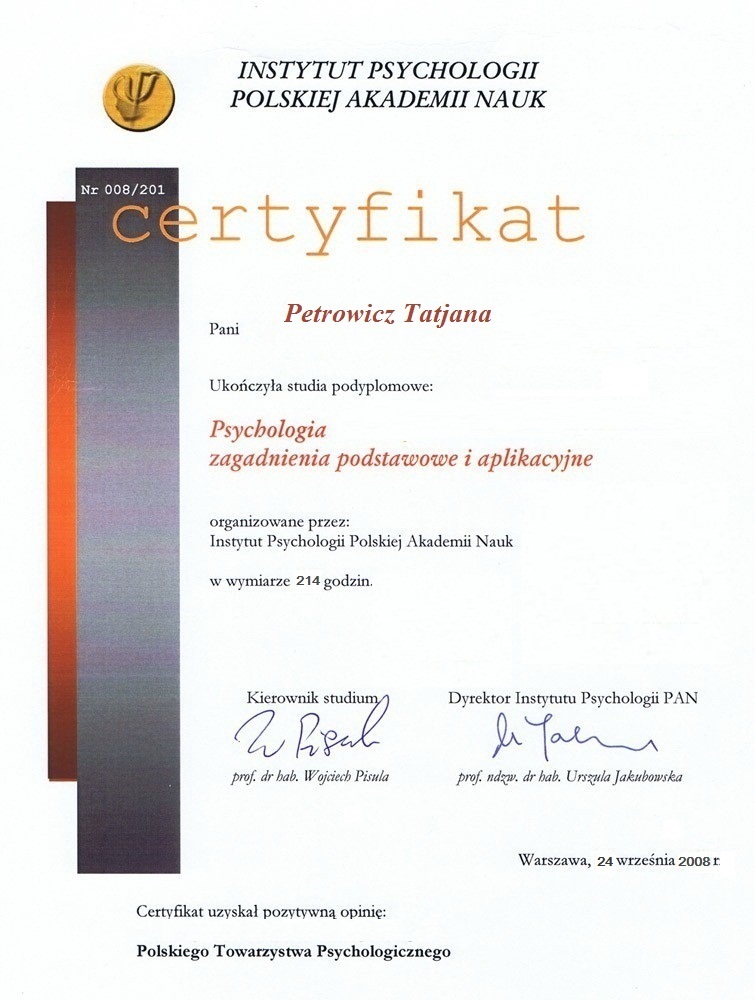 INSTYTUT PSYCHOLOGII
POLSKIEJ AKADEMII NAUK
Nr 008/201
certyfikat
Petrowicz Tatjana
Pani
Ukończyła studia podyplomowe:
Psychologia
zagadnienia podstawowe i aplikacyjne
organizowane przez:
Instytut Psychologii Polskiej Akademii Nauk
w wymiarze 214 godzin.
Kierownik studium
Dyrektor Instytutu Psychologii PAN
prof. dr hab. Wojciech Pisula
prof. ndzw. dr hab. Urszula Jakubowska
Warszawa, 24 września 2008 r.
Certyfikat uzyskał pozytywną opinię:
Polskiego Towarzystwa Psychologicznego